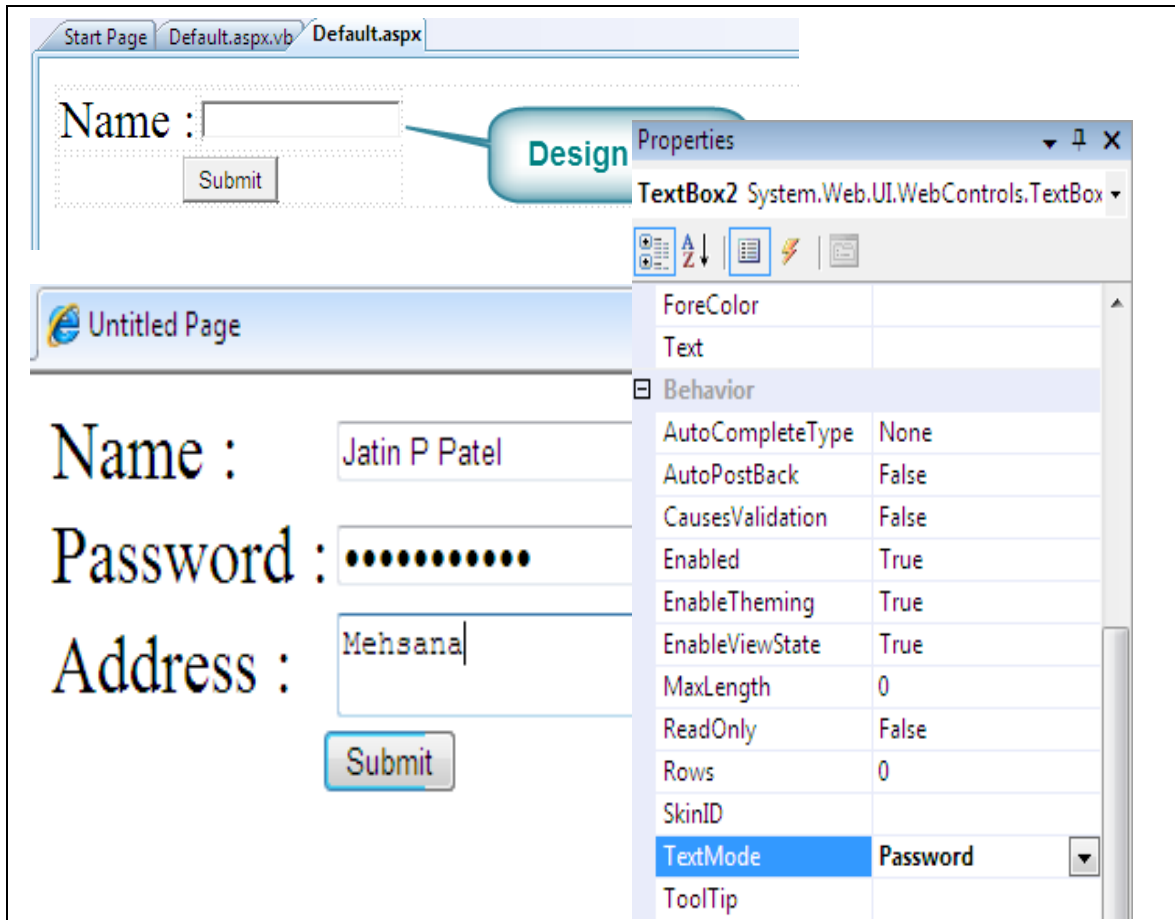 Start Page Default.aspx.vb Default.aspx
Name :
Submit
Design
Untitled Page
Name : Jatin P Patel
Password : •••••••••••
Address : Mehsana
Submit
Properties
TextBox2 System.Web.UI.WebControls.TextBox
ForeColor
Text
Behavior
AutoCompleteType None
AutoPostBack False
CausesValidation False
Enabled True
EnableTheming True
EnableViewState True
MaxLength 0
ReadOnly False
Rows 0
SkinID
TextMode Password
ToolTip